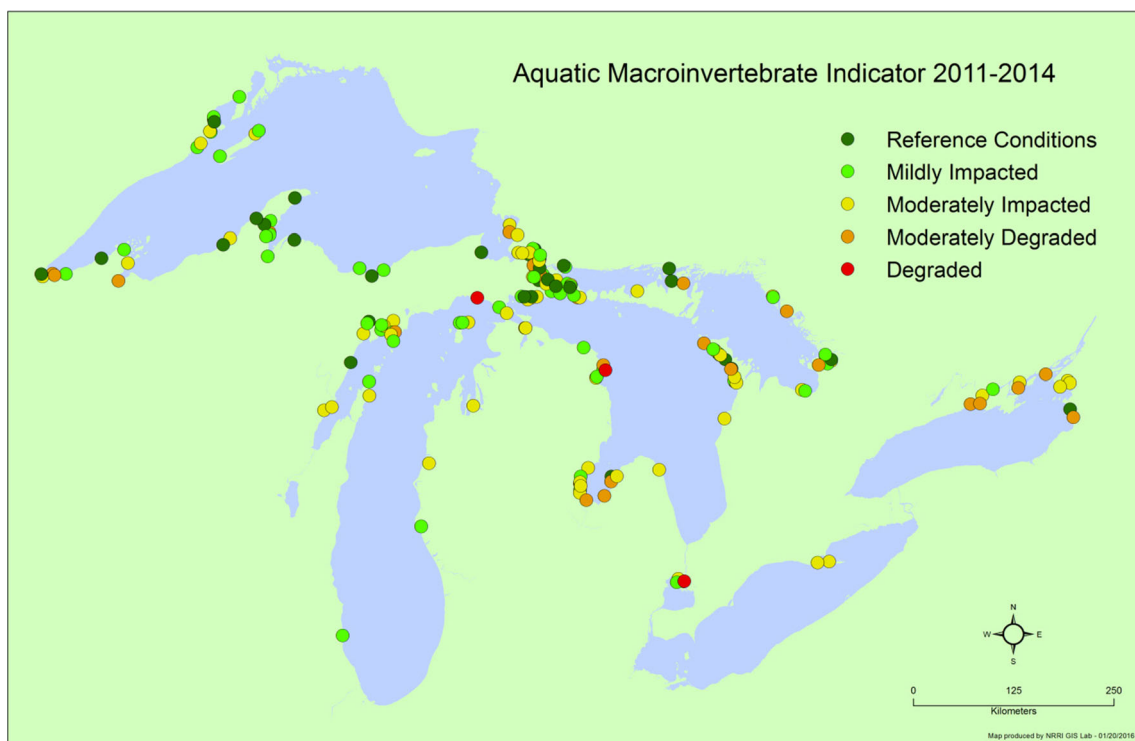 Aquatic Macroinvertebrate Indicator 2011-2014
Reference Conditions
Mildly Impacted
Moderately Impacted
Moderately Degraded
Degraded
N
W E
S
0 125 250
Kilometers
Map produced by NRRI GIS Lab - 01/20/2016